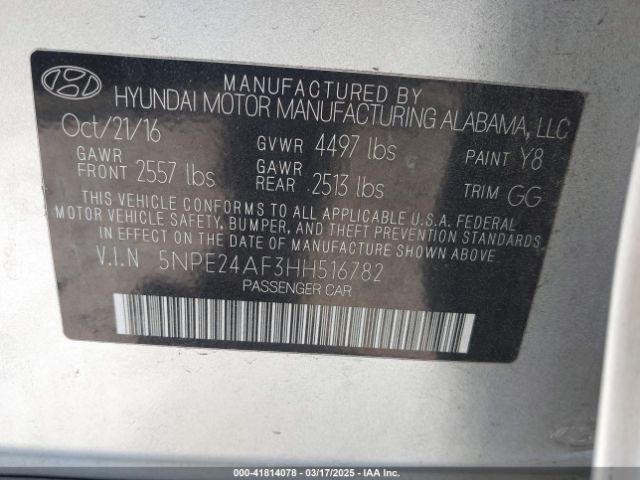 MANUFACTURED BY
HYUNDAI MOTOR MANUFACTURING ALABAMA, LLC
Oct/21/16 GVWR 4497 lbs PAINT Y8
GAWR FRONT 2557 lbs GAWR REAR 2513 lbs TRIM GG
THIS VEHICLE CONFORMS TO ALL APPLICABLE U.S.A. FEDERAL
MOTOR VEHICLE SAFETY, BUMPER, AND THEFT PREVENTION
STANDARDS IN EFFECT ON THE DATE OF MANUFACTURE SHOWN ABOVE.
V.I.N 5NPE24AF3HH516782
PASSENGER CAR
000-41814078 - 03/17/2025 - IAAI.CA